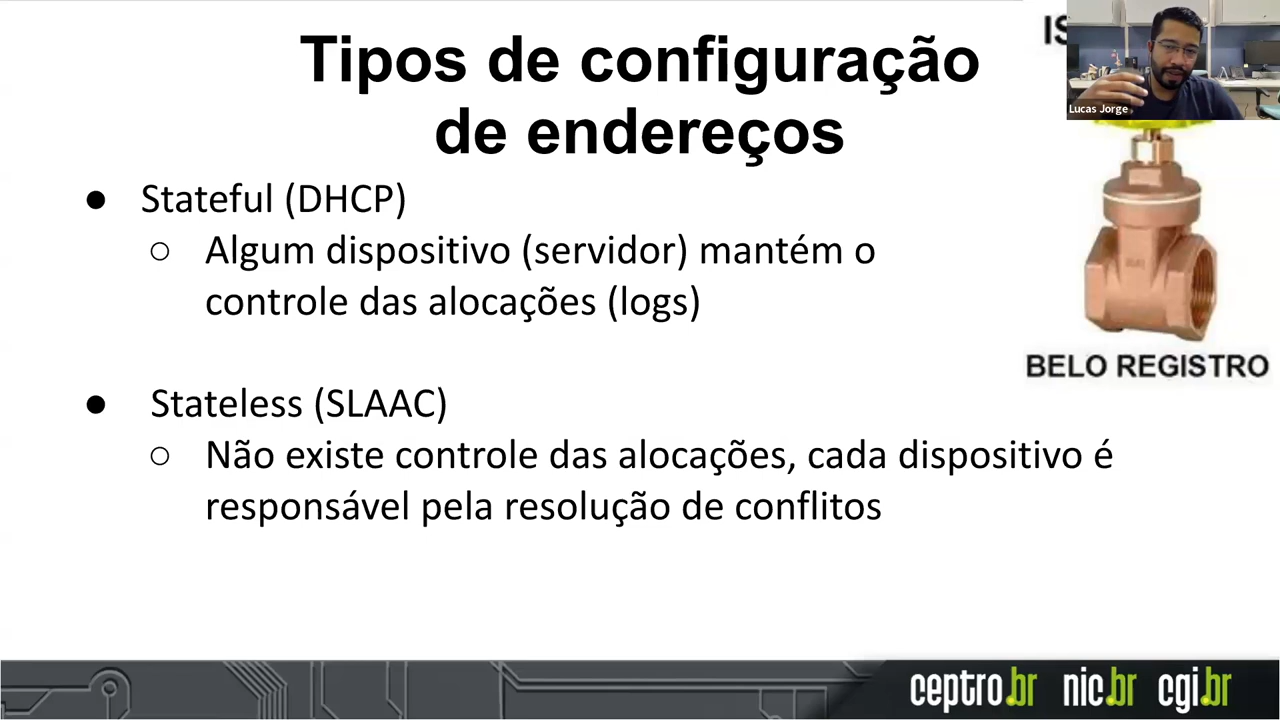 Tipos de configuração
de endereços
● Stateful (DHCP)
○ Algum dispositivo (servidor) mantém o
controle das alocações (logs)
● Stateless (SLAAC)
○ Não existe controle das alocações, cada dispositivo é
responsável pela resolução de conflitos
Lucas Jorge
BELO REGISTRO
ceptro.br nic.br cgi.br